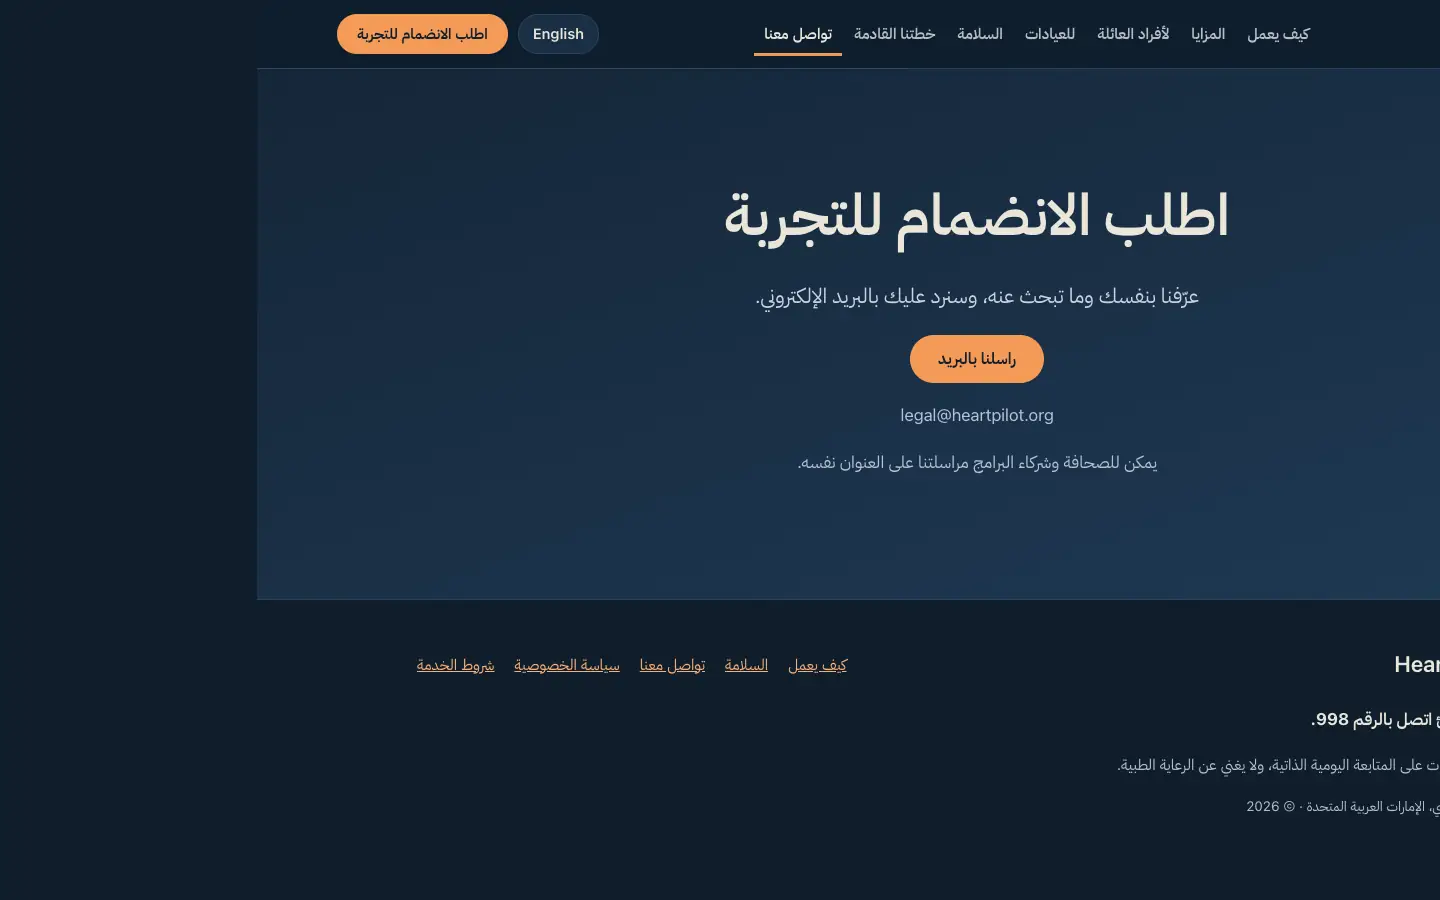 كيف يعمل المزايا لأفراد العائلة للعيادات السلامة خطتنا القادمة تواصل معنا English اطلب الانضمام للتجربة
اطلب الانضمام للتجربة
عرّفنا بنفسك وما تبحث عنه، وسنرد عليك بالبريد الإلكتروني.
راسلنا بالبريد
legal@heartpilot.org
يمكن للصحافة وشركاء البرامج مراسلتنا على العنوان نفسه.
Hear
اتصل بالرقم 998.
على المتابعة اليومية الذاتية، ولا يغني عن الرعاية الطبية.
الإمارات العربية المتحدة · © 2026
كيف يعمل السلامة تواصل معنا سياسة الخصوصية شروط الخدمة